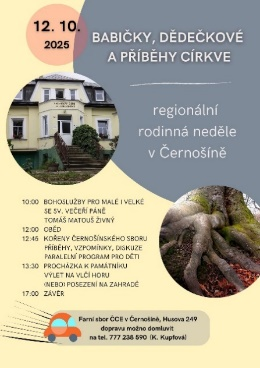 12. 10.
2025
BABIČKY, DĚDEČKOVÉ
A PŘÍBĚHY CÍRKVE
regionální
rodinná neděle
v Černošíně
10:00 BOHOSLUŽBY PRO MALÉ I VELKÉ
SE SV. VEČEŘÍ PÁNĚ
TOMÁŠ MATOUŠ ŽIVNÝ
12:00 OBĚD
12:45 KOŘENY ČERNOŠÍNSKÉHO SBORU
PŘÍBĚHY, VZPOMÍNKY, DISKUZE
PARALELNÍ PROGRAM PRO DĚTI
13:30 PROCHÁZKA K PAMÁTNÍKU
VÝLET NA VLČÍ HORU
(NEBO) POSEZENÍ NA ZAHRADĚ
17:00 ZÁVĚR
Farní sbor ČCE v Černošíně, Husova 249
dopravu možno domluvit
na tel. 777 236 590 (K. Kupfová)